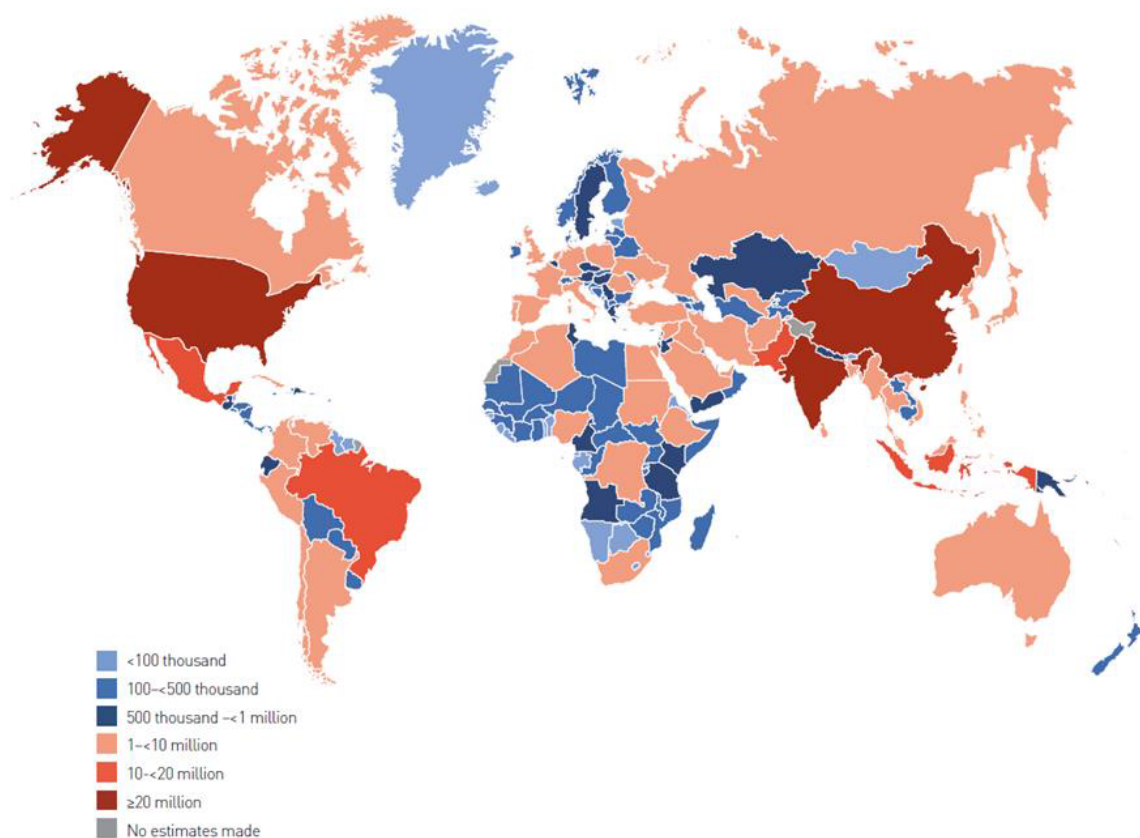 <100 thousand
100–<500 thousand
500 thousand –<1 million
1–<10 million
10-<20 million
≥20 million
No estimates made